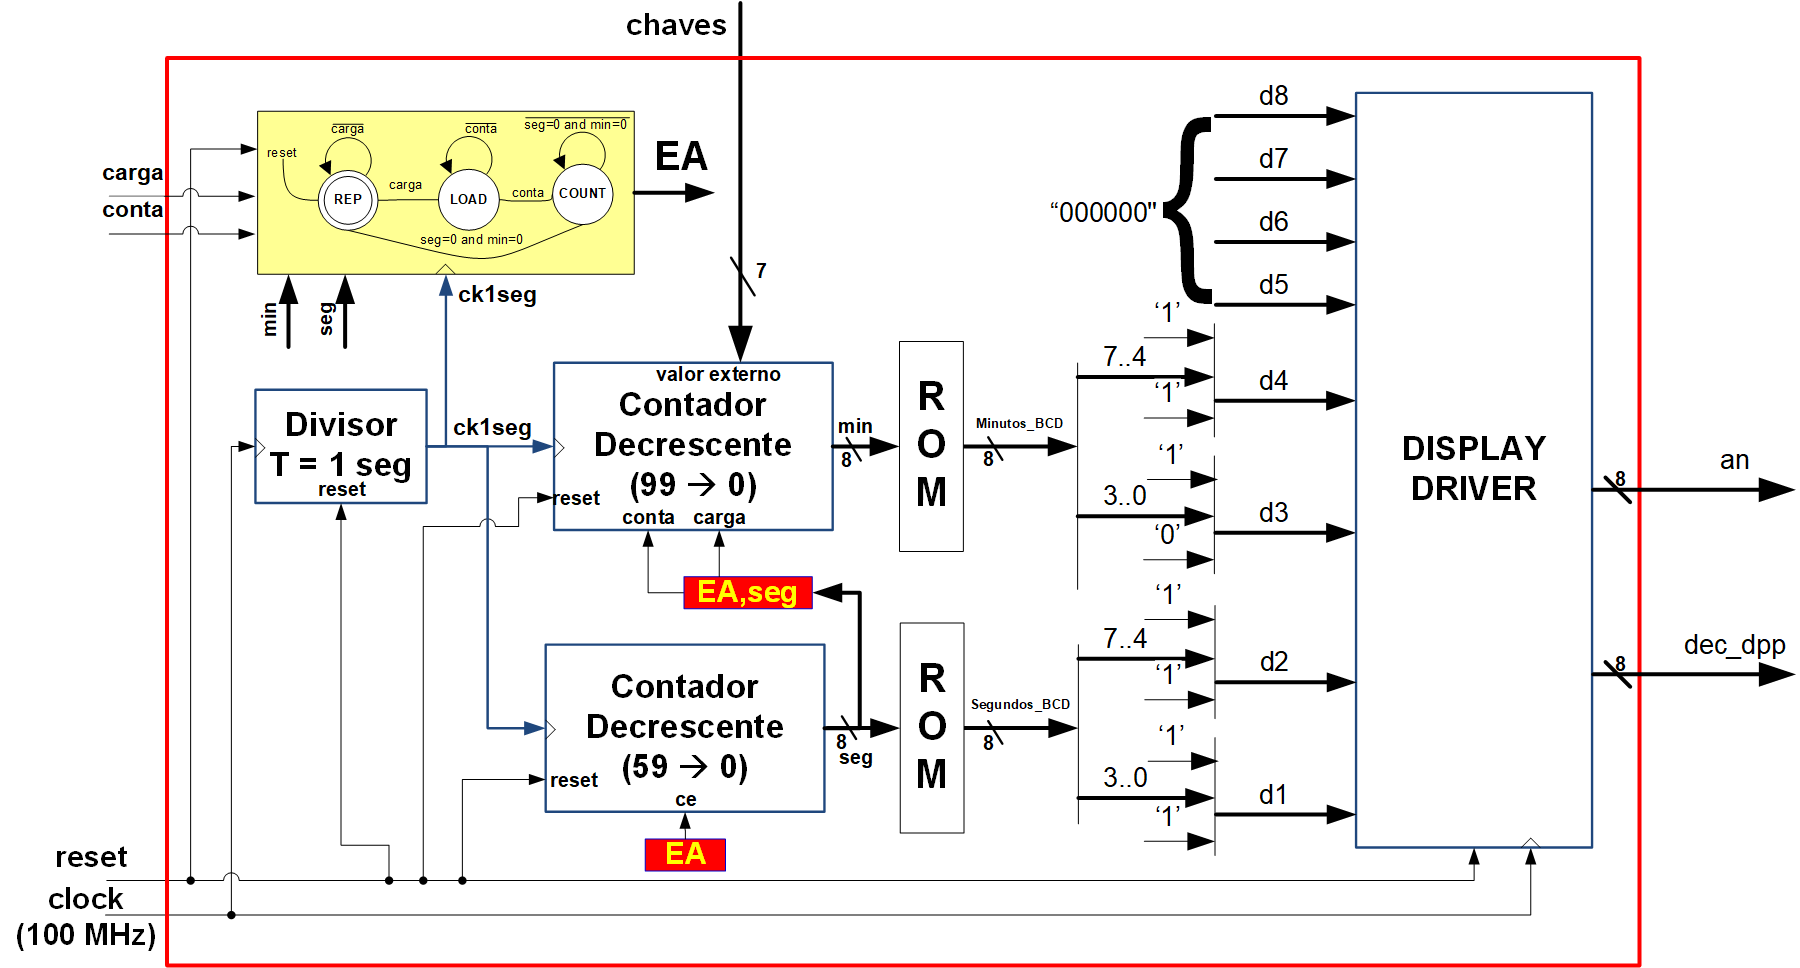 chaves
carga
conta
seg=0 and min=0
reset
REP
carga
LOAD
conta
COUNT
seg=0 and min=0
EA
carga
conta
min
seg
ck1seg
7
Divisor
T = 1 seg
reset
ck1seg
valor externo
Contador
Decrescente
(99 → 0)
reset
conta carga
min
8
R
O
M
Minutos_BCD
8
EA,seg
Contador
Decrescente
(59 → 0)
reset
ce
8
seg
EA
R
O
M
Segundos_BCD
8
“000000"
d8
d7
d6
d5
‘1’
7..4
‘1’
d4
‘1’
3..0
‘0’
d3
‘1’
7..4
‘1’
d2
‘1’
3..0
‘1’
d1
DISPLAY
DRIVER
8
an
8
dec_dpp
reset
clock
(100 MHz)